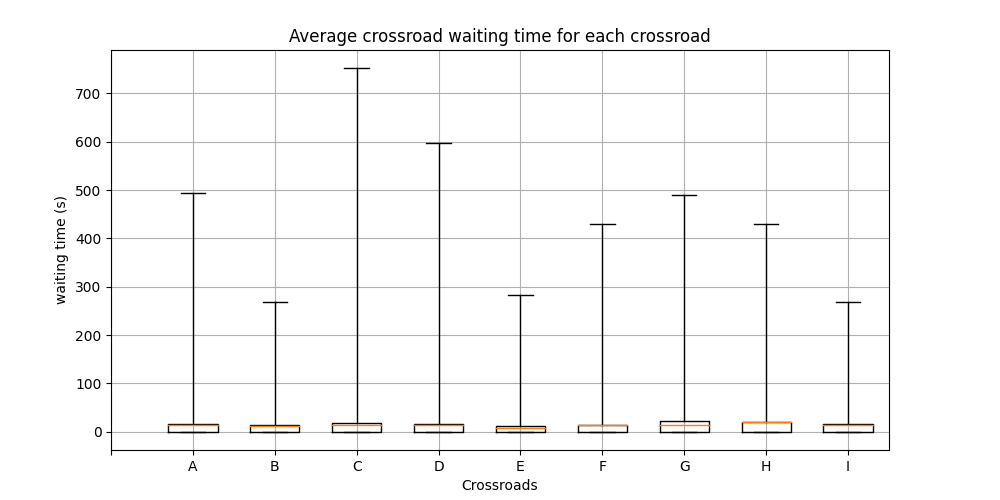 Average crossroad waiting time for each crossroad
700
600
500
400
300
200
100
0
waiting time (s)
A B C D E F G H I
Crossroads